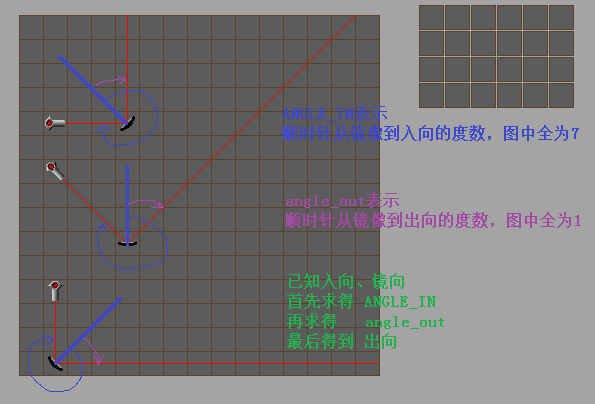 ANGLE_IN表示
顺时针从镜像到入向的度数，图中全为7
angle_out表示
顺时针从镜像到出向的度数，图中全为1
已知入向、镜向
首先求得 ANGLE_IN
再求得 angle_out
最后得到 出向